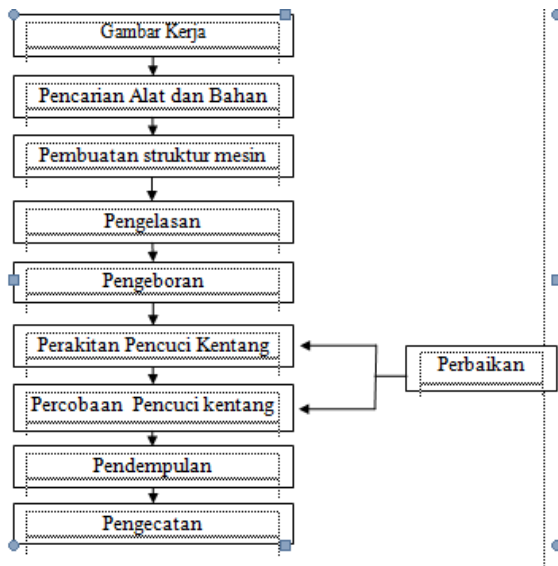 Gambar Kerja
Pencarian Alat dan Bahan
Pembuatan struktur mesin
Pengelasan
Pengeboran
Perakitan Pencuci Kentang
Perbaikan
Percobaan Pencuci kentang
Pendempulan
Pengecatan